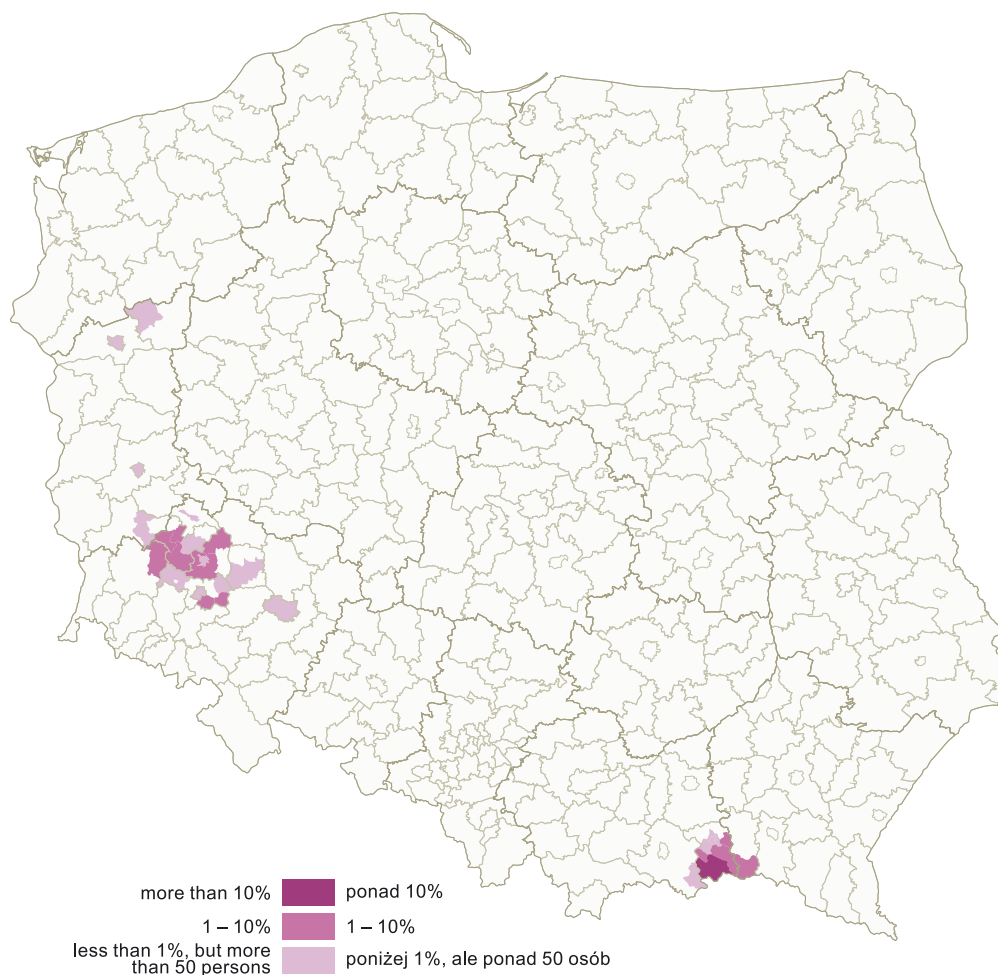 more than 10% ponad 10%
1 – 10% 1 – 10%
less than 1%, but more
than 50 persons poniżej 1%, ale ponad 50 osób